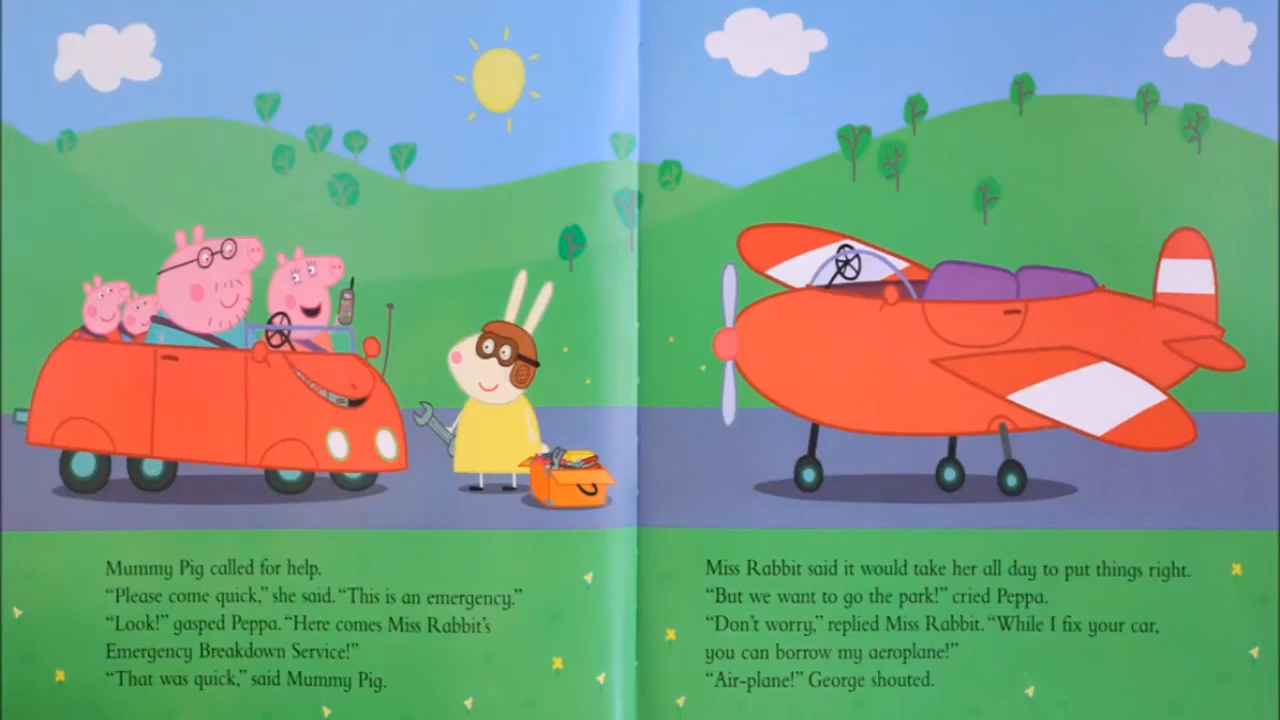 Mummy Pig called for help.
“Please come quick,” she said. “This is an emergency.”
“Look!” gasped Peppa. “Here comes Miss Rabbit’s
Emergency Breakdown Service!”
“That was quick,” said Mummy Pig.
Miss Rabbit said it would take her all day to put things right.
“But we want to go the park!” cried Peppa.
“Don’t worry,” replied Miss Rabbit. “While I fix your car,
you can borrow my aeroplane!”
“Air-plane!” George shouted.